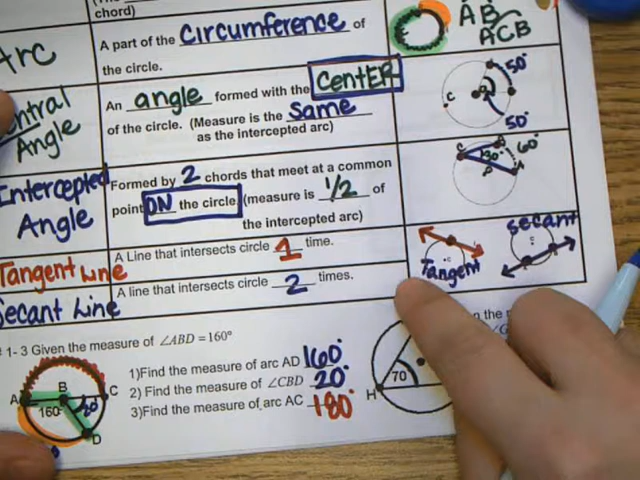 chord)
Arc
A part of the circumference of
the circle.
AB
ACB
Central
Angle
An angle formed with the CENTER
of the circle. (Measure is the same
as the intercepted arc)
50°
C
50°
Intercepted
Angle
Formed by 2 chords that meet at a common
point ON the circle (measure is 1/2 of
the intercepted arc)
30°
60°
A
Tangent Line
A Line that intersects circle 1 time.
Tangent
secant
Secant Line
A line that intersects circle 2 times.
1- 3 Given the measure of ∠ABD = 160°
1)Find the measure of arc AD 160°
2) Find the measure of ∠CBD 20°
3)Find the measure of arc AC 180°
A
B
C
D
160
20
H
70